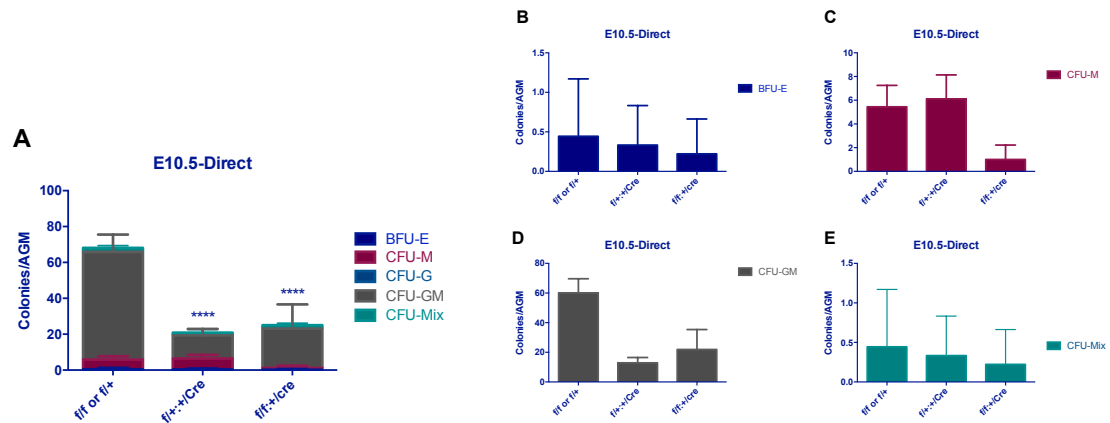 A
E10.5-Direct
Colonies/AGM
100
80
60
40
20
0
****
****
f/f or f/+
f/+:+/Cre
f/f:+/cre
BFU-E
CFU-M
CFU-G
CFU-GM
CFU-Mix
B
E10.5-Direct
Colonies/AGM
1.5
1.0
0.5
0.0
f/f or f/+
f/+:+/Cre
f/f:+/cre
BFU-E
C
E10.5-Direct
Colonies/AGM
10
8
6
4
2
0
f/f or f/+
f/+:+/Cre
f/f:+/cre
CFU-M
D
E10.5-Direct
Colonies/AGM
80
60
40
20
0
f/f or f/+
f/+:+/Cre
f/f:+/cre
CFU-GM
E
E10.5-Direct
Colonies/AGM
1.5
1.0
0.5
0.0
f/f or f/+
f/+:+/Cre
f/f:+/cre
CFU-Mix